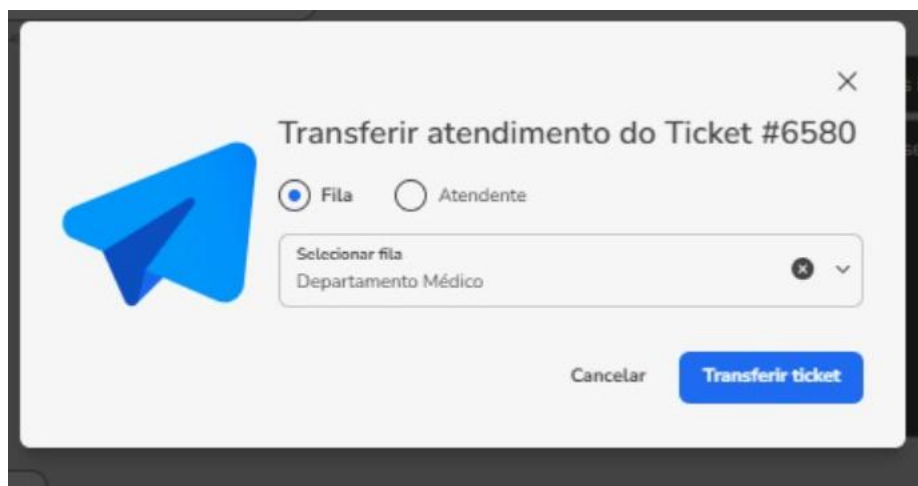 Transferir atendimento do Ticket #6580
Fila Atendente
Selecionar fila
Departamento Médico
Cancelar Transferir ticket